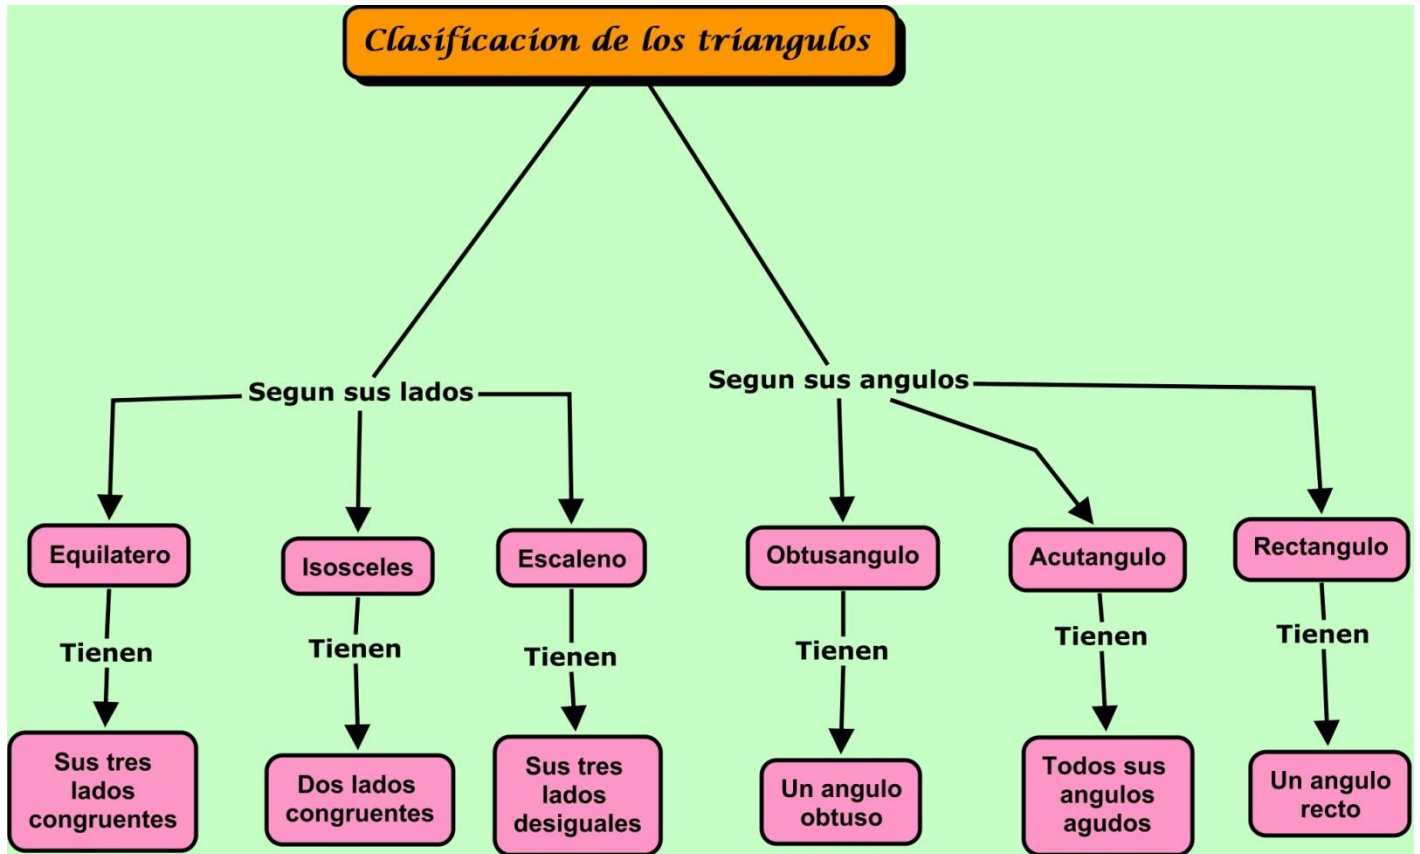 Clasificacion de los triangulos
Segun sus lados
Segun sus angulos
Equilatero
Isosceles
Escaleno
Obtusangulo
Acutangulo
Rectangulo
Tienen
Tienen
Tienen
Tienen
Tienen
Tienen
Sus tres
lados
congruentes
Dos lados
congruentes
Sus tres
lados
desiguales
Un angulo
obtuso
Todos sus
angulos
agudos
Un angulo
recto